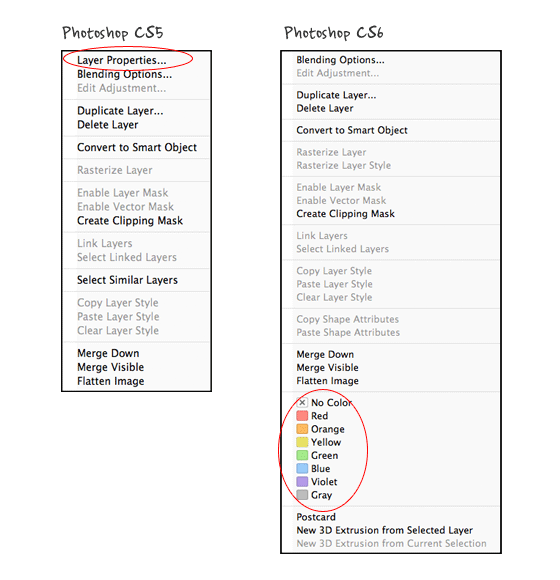 Photoshop CS5
Layer Properties...
Blending Options...
Edit Adjustment...
Duplicate Layer...
Delete Layer
Convert to Smart Object
Rasterize Layer
Enable Layer Mask
Enable Vector Mask
Create Clipping Mask
Link Layers
Select Linked Layers
Select Similar Layers
Copy Layer Style
Paste Layer Style
Clear Layer Style
Merge Down
Merge Visible
Flatten Image
Photoshop CS6
Blending Options...
Edit Adjustment...
Duplicate Layer...
Delete Layer
Convert to Smart Object
Rasterize Layer
Rasterize Layer Style
Enable Layer Mask
Enable Vector Mask
Create Clipping Mask
Link Layers
Select Linked Layers
Copy Layer Style
Paste Layer Style
Clear Layer Style
Copy Shape Attributes
Paste Shape Attributes
Merge Down
Merge Visible
Flatten Image
No Color
Red
Orange
Yellow
Green
Blue
Violet
Gray
Postcard
New 3D Extrusion from Selected Layer
New 3D Extrusion from Current Selection